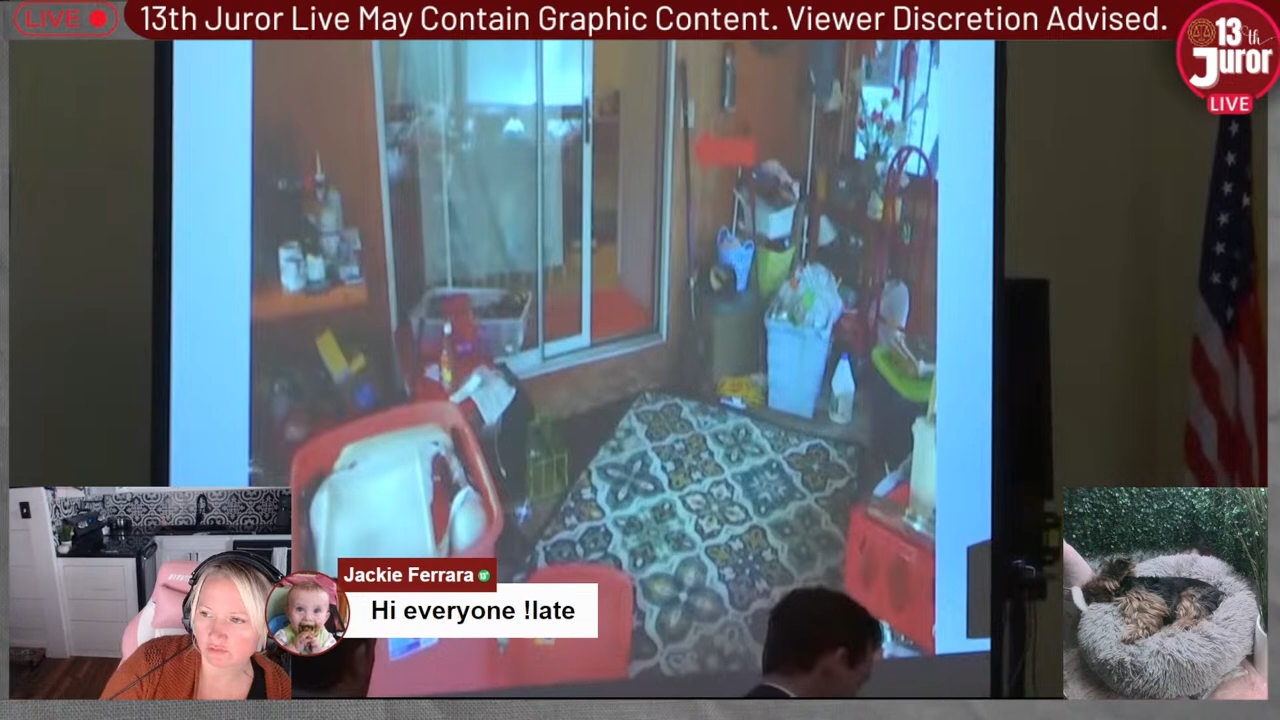 LIVE
13th Juror Live May Contain Graphic Content. Viewer Discretion Advised.
13th
Juror
LIVE
Jackie Ferrara
Hi everyone !late